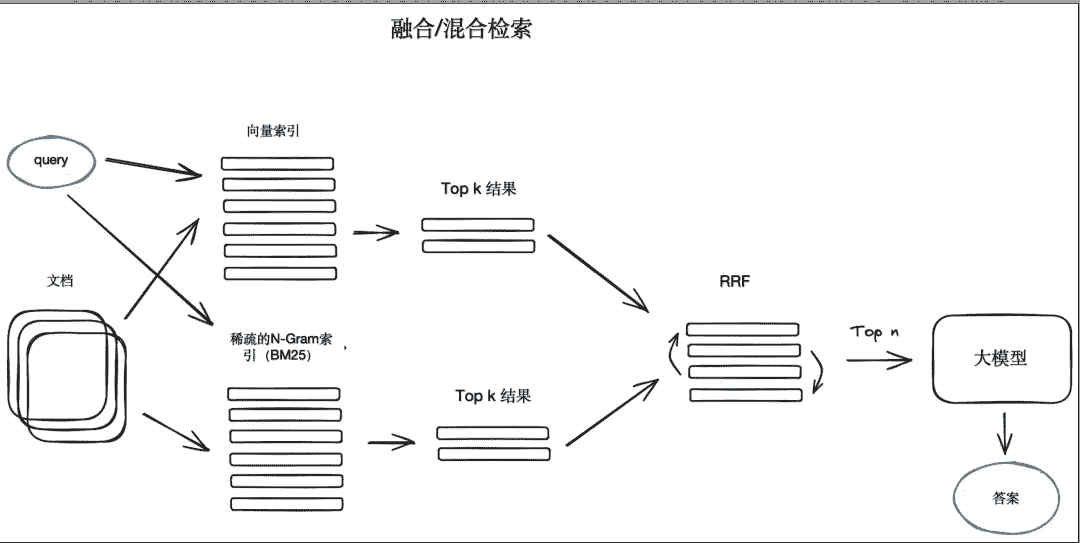 融合/混合检索
向量索引
query
Top k 结果
文档
RRF
稀疏的N-Gram索
引（BM25）
Top n
大模型
Top k 结果
答案